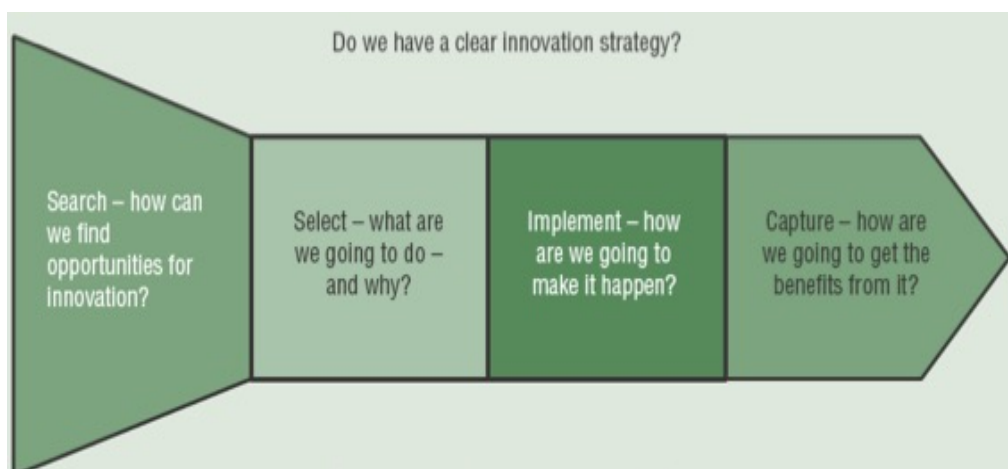 Do we have a clear innovation strategy?
Search – how can
we find
opportunities for
innovation?
Select – what are
we going to do –
and why?
Implement – how
are we going to
make it happen?
Capture – how are
we going to get the
benefits from it?